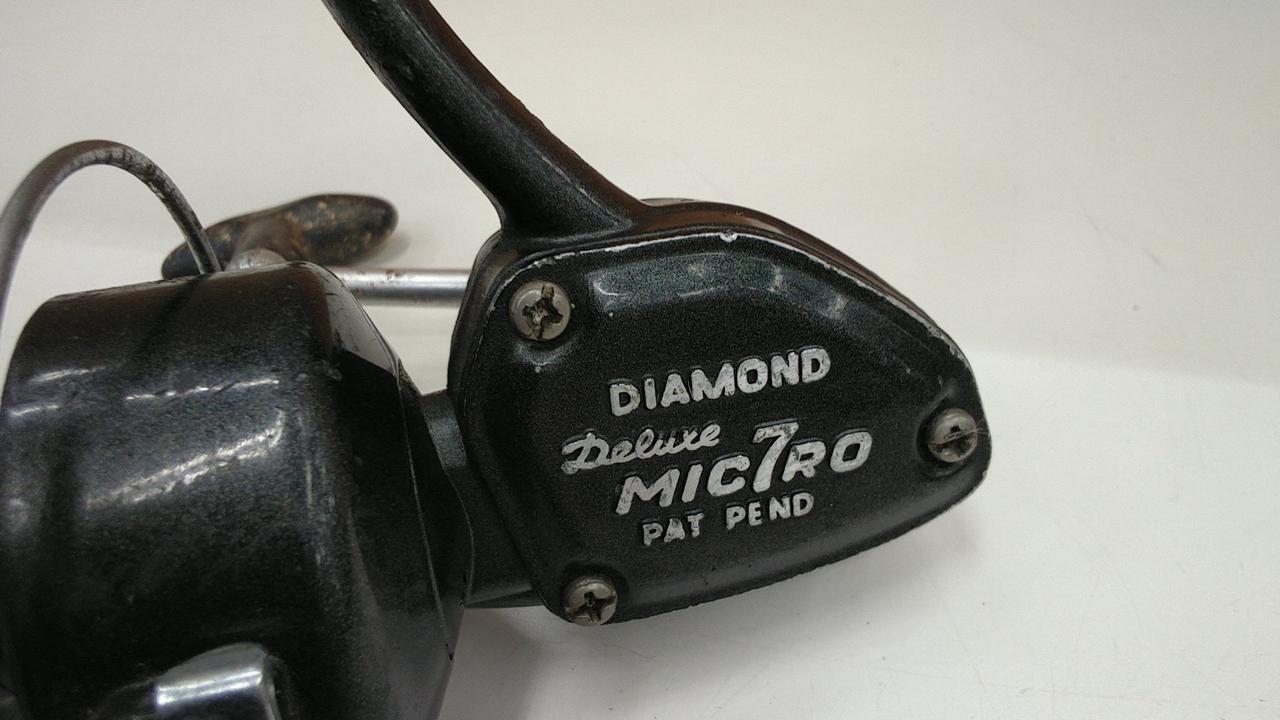 DIAMOND
Deluxe
MIC7RO
PAT PEND